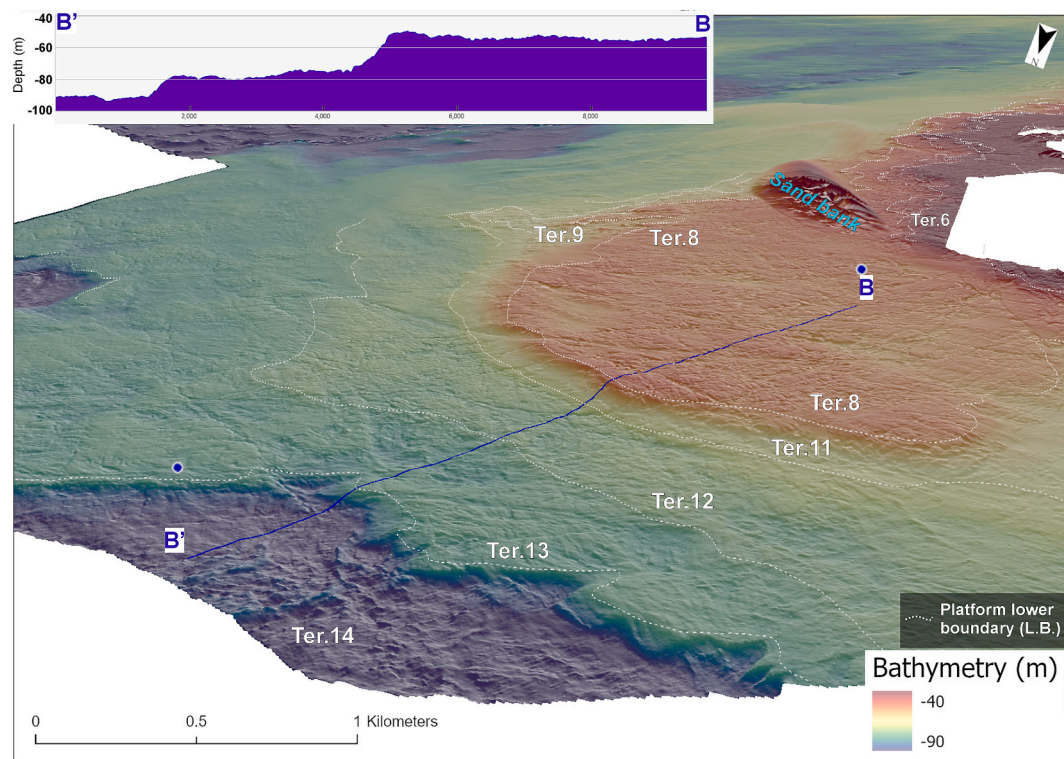 -40
B'
B
Depth (m)
-60
-80
-100
2,000
4,000
6,000
8,000
N
Sand bank
Ter.6
Ter.9
Ter.8
B
Ter.8
Ter.11
Ter.12
B'
Ter.13
Ter.14
Platform lower
boundary (L.B.)
Bathymetry (m)
-40
-90
0
0.5
1 Kilometers